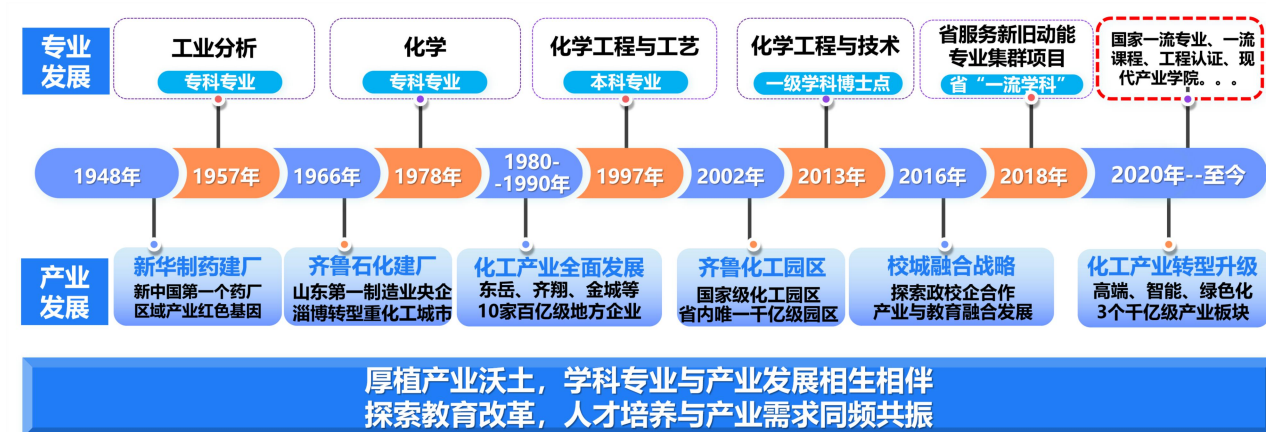 专业
发展
工业分析
专科专业
化学
专科专业
化学工程与工艺
本科专业
化学工程与技术
一级学科博士点
省服务新旧动能
专业集群项目
省“一流学科”
国家一流专业、一流
课程、工程认证、现
代产业学院。。。
1948年
1957年
1966年
1978年
1980-
-1990年
1997年
2002年
2013年
2016年
2018年
2020年--至今
产业
发展
新华制药建厂
新中国第一个药厂
区域产业红色基因
齐鲁石化建厂
山东第一制造业央企
淄博转型重化工城市
化工产业全面发展
东岳、齐翔、金城等
10家百亿级地方企业
齐鲁化工园区
国家级化工园区
省内唯一千亿级园区
校城融合战略
探索政校企合作
产业与教育融合发展
化工产业转型升级
高端、智能、绿色化
3个千亿级产业板块
厚植产业沃土，学科专业与产业发展相生相伴
探索教育改革，人才培养与产业需求同频共振